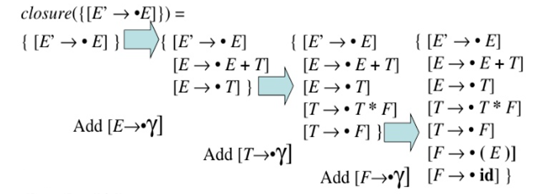 closure({[E’ → •E]}) =
{ [E’ → • E] }
{ [E’ → • E]
[E → • E + T]
[E → • T] }
{ [E’ → • E]
[E → • E + T]
[E → • T]
[T → • T * F]
[T → • F] }
{ [E’ → • E]
[E → • E + T]
[E → • T]
[T → • T * F]
[T → • F]
[F → • ( E )]
[F → • id] }
Add [E→•γ]
Add [T→•γ]
Add [F→•γ]